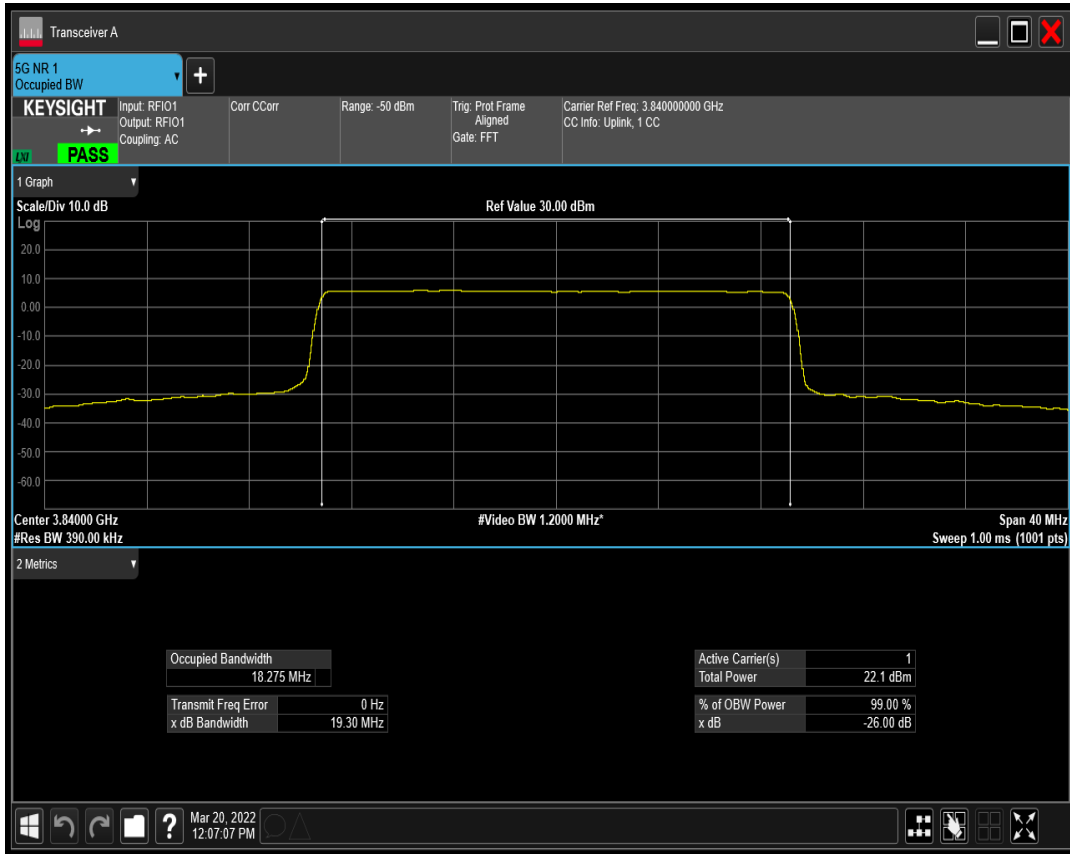 Transceiver A
5G NR 1
Occupied BW
+
KEYSIGHT
Input: RFIO1
Output: RFIO1
Coupling: AC
Corr CCorr
Range: -50 dBm
Trig: Prot Frame
Aligned
Gate: FFT
Carrier Ref Freq: 3.840000000 GHz
CC Info: Uplink, 1 CC
LXI
PASS
1 Graph
Scale/Div 10.0 dB
Ref Value 30.00 dBm
Log
20.0
10.0
0.00
-10.0
-20.0
-30.0
-40.0
-50.0
-60.0
Center 3.84000 GHz
#Video BW 1.2000 MHz*
Span 40 MHz
#Res BW 390.00 kHz
Sweep 1.00 ms (1001 pts)
2 Metrics
Occupied Bandwidth
18.275 MHz
Transmit Freq Error 0 Hz
x dB Bandwidth 19.30 MHz
Active Carrier(s) 1
Total Power 22.1 dBm
% of OBW Power 99.00 %
x dB -26.00 dB
?
Mar 20, 2022
12:07:07 PM